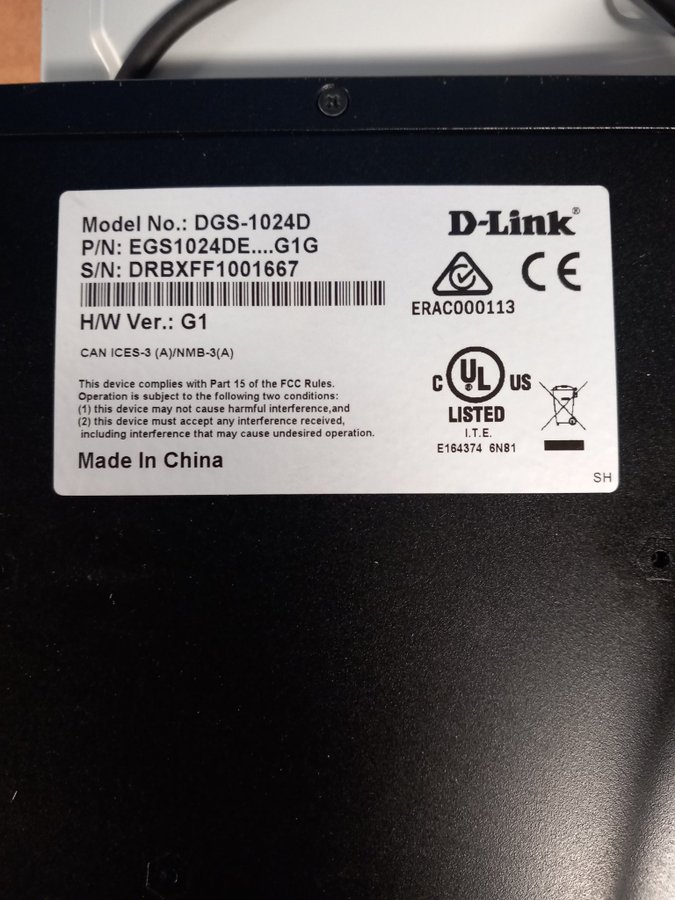 Model No.: DGS-1024D
P/N: EGS1024DE....G1G
S/N: DRBXFF1001667
H/W Ver.: G1
CAN ICES-3 (A)/NMB-3(A)
This device complies with Part 15 of the FCC Rules.
Operation is subject to the following two conditions:
(1) this device may not cause harmful interference,and
(2) this device must accept any interference received,
including interference that may cause undesired operation.
Made In China
D-Link®
CE
ERAC000113
C UL® US
LISTED
I.T.E.
E164374 6N81
SH